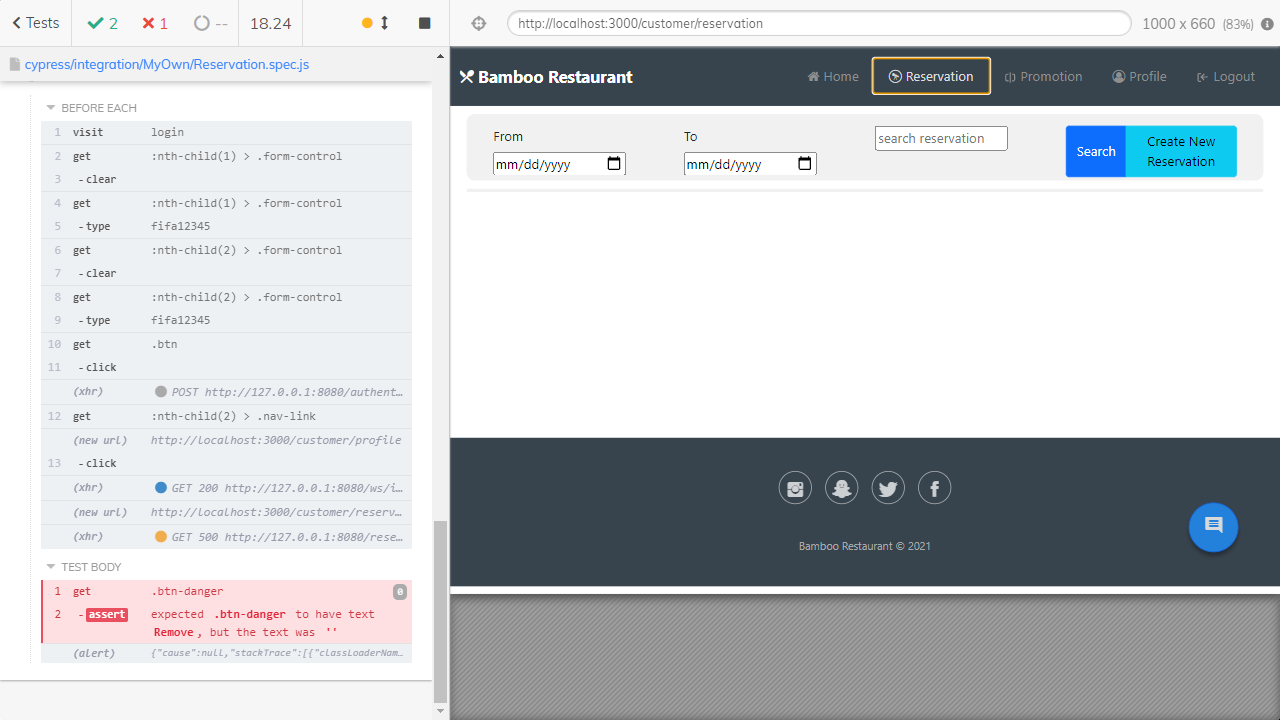 Tests
2
1
--
18.24
http://localhost:3000/customer/reservation
1000 x 660 (83%)
cypress/integration/MyOwn/Reservation.spec.js
BEFORE EACH
1 visit login
2 get :nth-child(1) > .form-control
3 -clear
4 get :nth-child(1) > .form-control
5 -type fifa12345
6 get :nth-child(2) > .form-control
7 -clear
8 get :nth-child(2) > .form-control
9 -type fifa12345
10 get .btn
11 -click
(xhr) POST http://127.0.0.1:8080/authent…
12 get :nth-child(2) > .nav-link
(new url) http://localhost:3000/customer/profile
13 -click
(xhr) GET 200 http://127.0.0.1:8080/ws/i…
(new url) http://localhost:3000/customer/reserv…
(xhr) GET 500 http://127.0.0.1:8080/rese…
TEST BODY
1 get .btn-danger 0
2 -assert expected .btn-danger to have text
Remove, but the text was ''
(alert) {"cause":null,"stackTrace":[{"classLoaderNam…
Bamboo Restaurant
Home
Reservation
Promotion
Profile
Logout
From
To
search reservation
Search
Create New
Reservation
mm/dd/yyyy
mm/dd/yyyy
Bamboo Restaurant © 2021